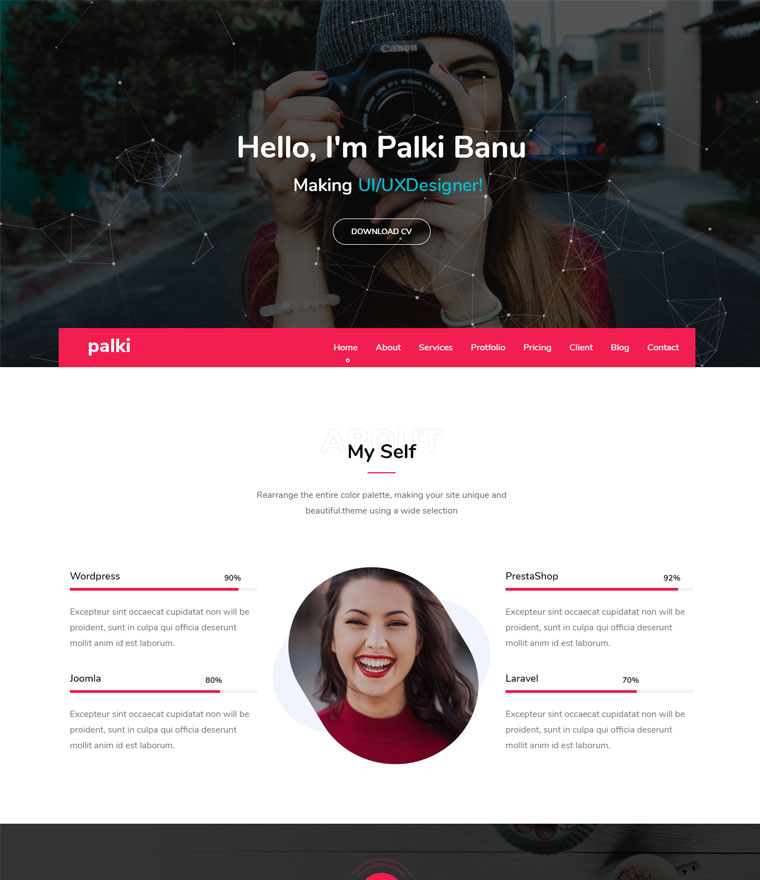 Canon
Hello, I'm Palki Banu
Making UI/UXDesigner!
DOWNLOAD CV
palki
Home About Services Protfolio Pricing Client Blog Contact
ABOUT
My Self
Rearrange the entire color palette, making your site unique and
beautiful.theme using a wide selection
Wordpress 90%
Excepteur sint occaecat cupidatat non will be
proident, sunt in culpa qui officia deserunt
mollit anim id est laborum.
Joomla 80%
Excepteur sint occaecat cupidatat non will be
proident, sunt in culpa qui officia deserunt
mollit anim id est laborum.
PrestaShop 92%
Excepteur sint occaecat cupidatat non will be
proident, sunt in culpa qui officia deserunt
mollit anim id est laborum.
Laravel 70%
Excepteur sint occaecat cupidatat non will be
proident, sunt in culpa qui officia deserunt
mollit anim id est laborum.